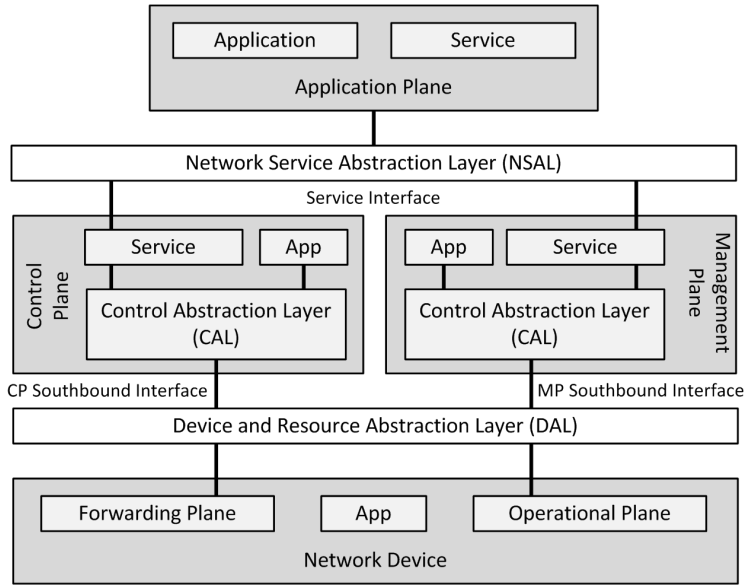 Application
Service
Application Plane
Network Service Abstraction Layer (NSAL)
Service Interface
Control
Plane
Service
App
Control Abstraction Layer
(CAL)
App
Service
Control Abstraction Layer
(CAL)
Management
Plane
CP Southbound Interface
MP Southbound Interface
Device and Resource Abstraction Layer (DAL)
Forwarding Plane
App
Operational Plane
Network Device